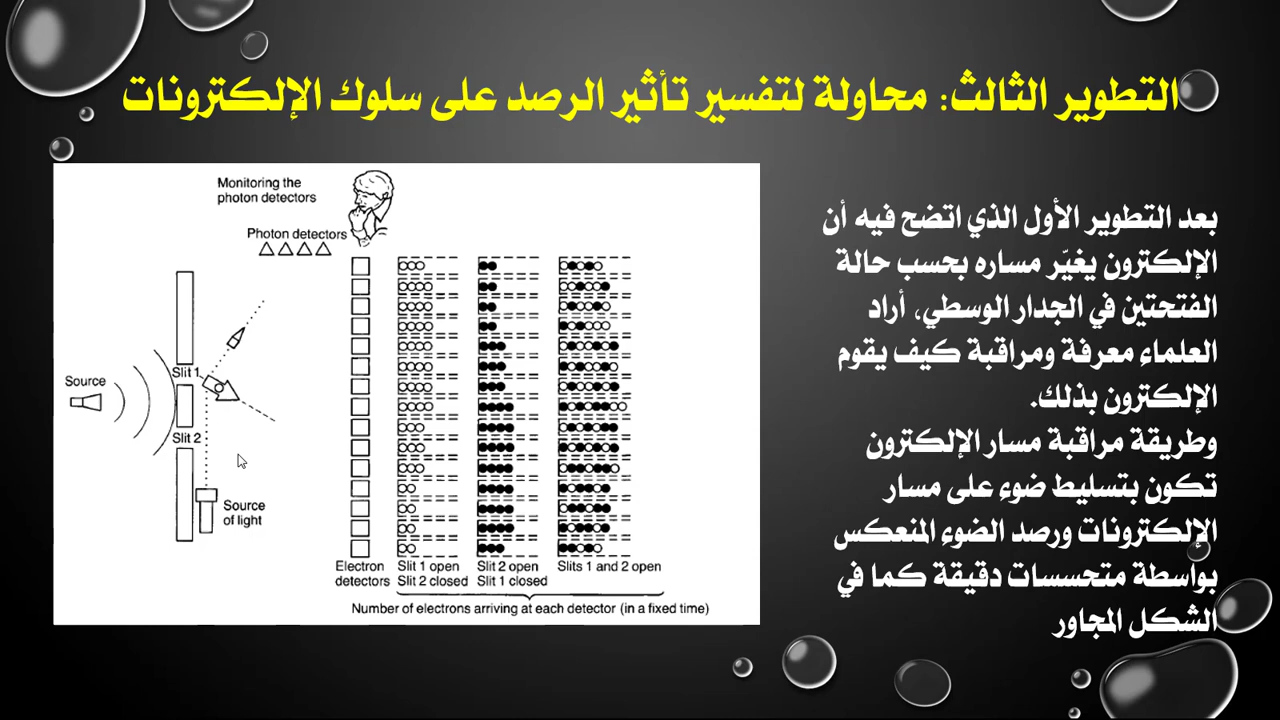 التطوير الثالث: محاولة لتفسير تأثير الرصد على سلوك الإلكترونات
بعد التطوير الأول الذي اتضح فيه أن
الإلكترون يغيّر مساره بحسب حالة
الفتحتين في الجدار الوسطي، أراد
العلماء معرفة ومراقبة كيف يقوم
الإلكترون بذلك.
وطريقة مراقبة مسار الإلكترون
تكون بتسليط ضوء على مسار
الإلكترونات ورصد الضوء المنعكس
بواسطة متحسسات دقيقة كما في
الشكل المجاور
Monitoring the
photon detectors
Photon detectors
Source
Slit 1
Slit 2
Source
of light
Electron
detectors
Slit 1 open
Slit 2 closed
Slit 2 open
Slit 1 closed
Slits 1 and 2 open
Number of electrons arriving at each detector (in a fixed time)